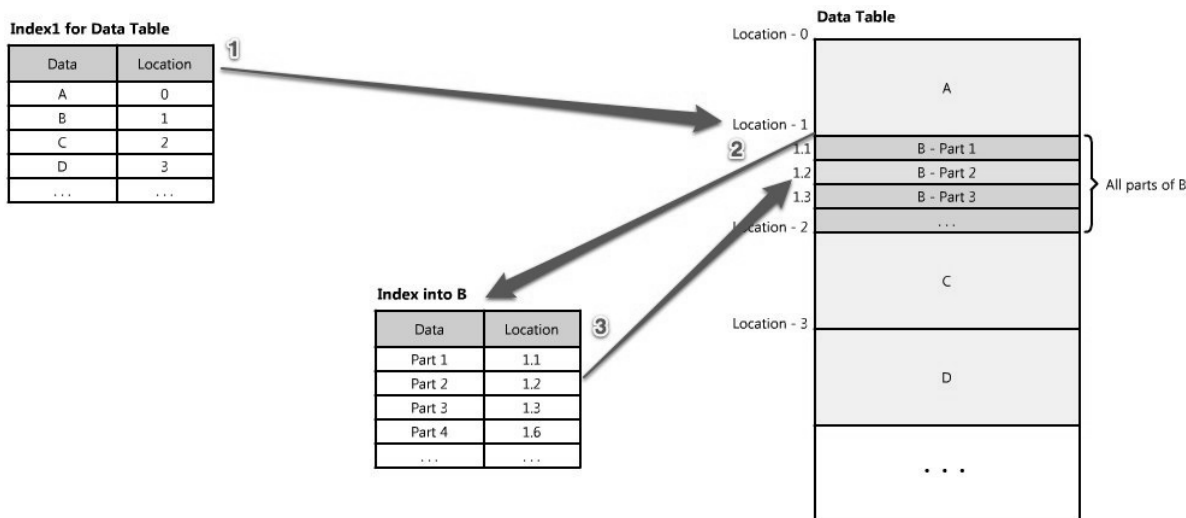 Index1 for Data Table
Data Location
A 0
B 1
C 2
D 3
... ...
1
2
3
Index into B
Data Location
Part 1 1.1
Part 2 1.2
Part 3 1.3
Part 4 1.6
... ...
Data Table
Location - 0
A
Location - 1
1.1 B - Part 1
1.2 B - Part 2
1.3 B - Part 3
...
All parts of B
Location - 2
C
Location - 3
D
...